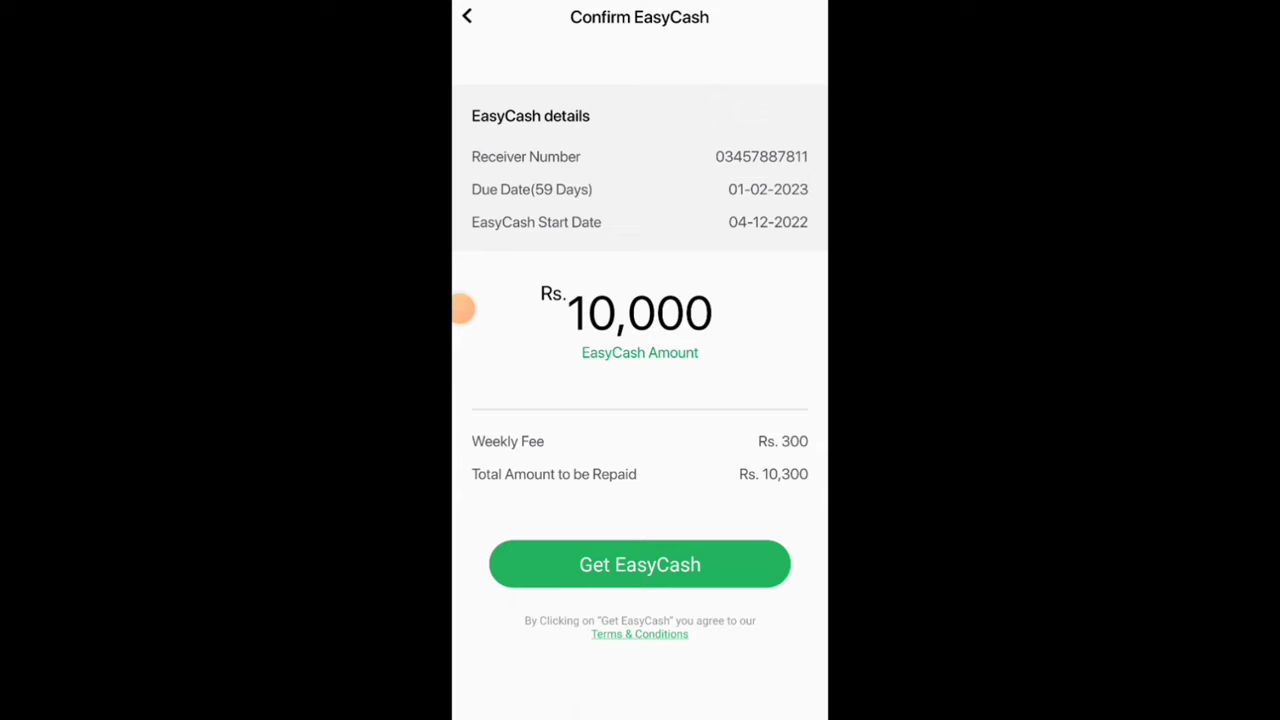 Confirm EasyCash
EasyCash details
Receiver Number 03457887811
Due Date(59 Days) 01-02-2023
EasyCash Start Date 04-12-2022
Rs. 10,000
EasyCash Amount
Weekly Fee Rs. 300
Total Amount to be Repaid Rs. 10,300
Get EasyCash
By Clicking on "Get EasyCash" you agree to our
Terms & Conditions